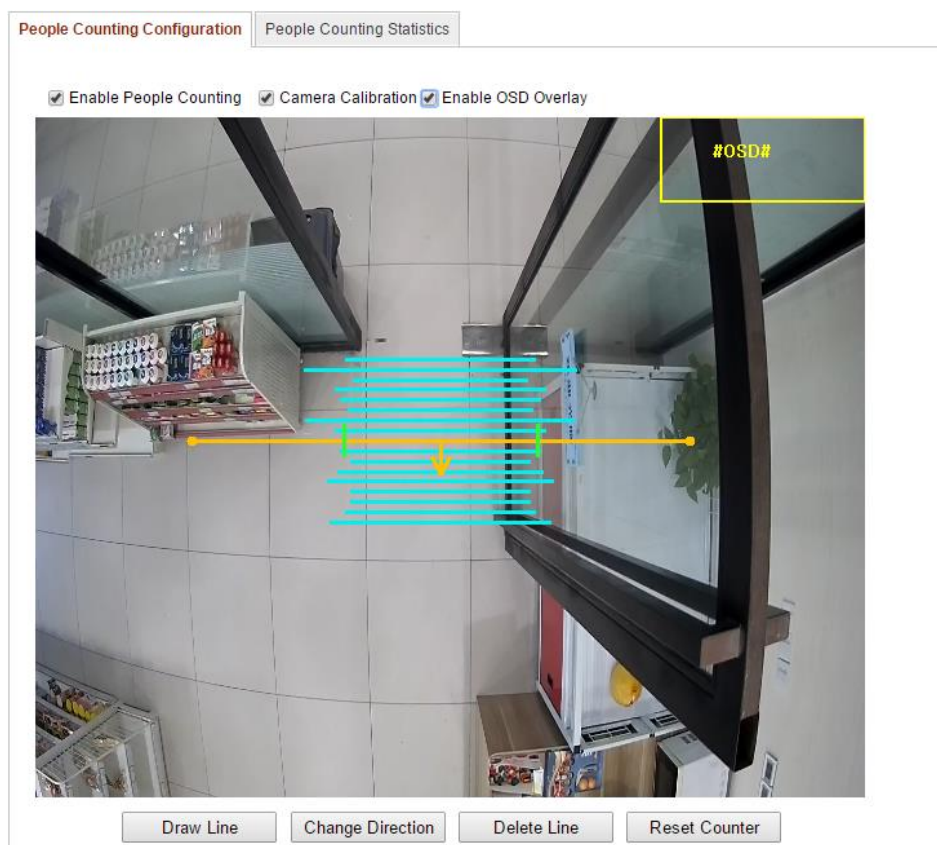 People Counting Configuration
People Counting Statistics
Enable People Counting
Camera Calibration
Enable OSD Overlay
#OSD#
Draw Line
Change Direction
Delete Line
Reset Counter